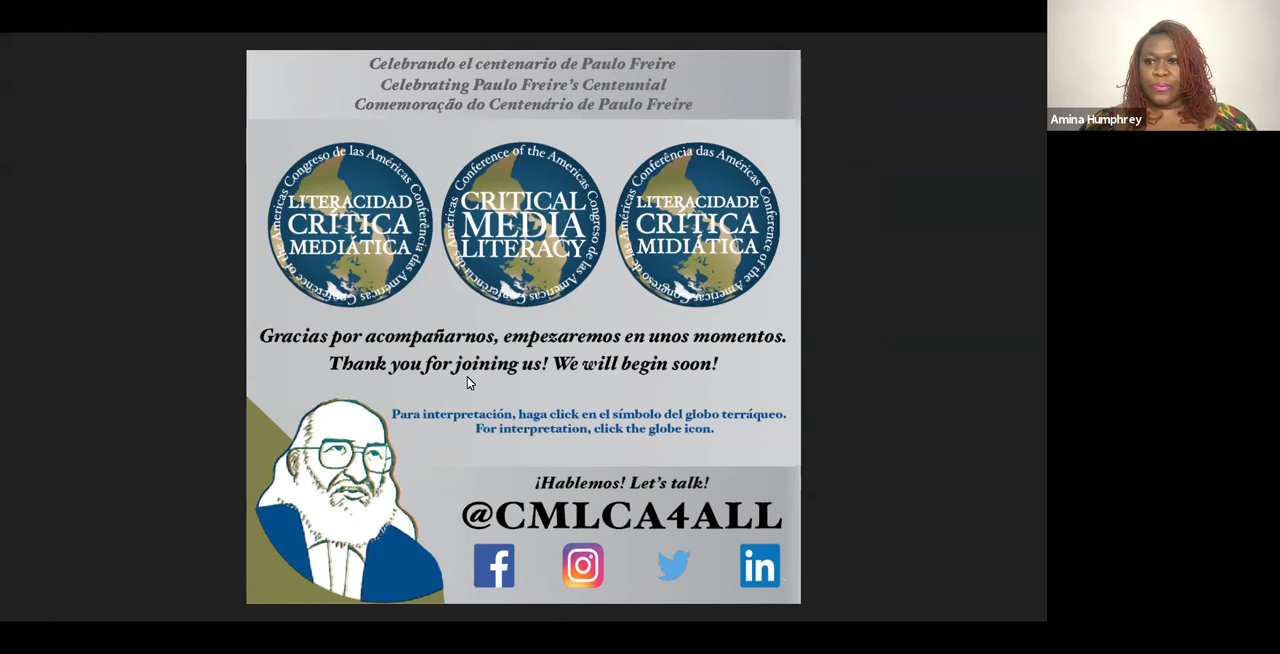 Celebrando el centenario de Paulo Freire
Celebrating Paulo Freire's Centennial
Comemoração do Centenário de Paulo Freire
Congreso de las Américas Conferência das Américas Conference of the Americas
LITERACIDAD
CRÍTICA
MEDIÁTICA
Conference of the Americas Congreso de las Américas Conferência das Américas
CRITICAL
MEDIA
LITERACY
Conferência das Américas Conference of the Americas Congreso de las Américas
LITERACIDADE
CRÍTICA
MIDIÁTICA
Gracias por acompañarnos, empezaremos en unos momentos.
Thank you for joining us! We will begin soon!
Para interpretación, haga click en el símbolo del globo terráqueo.
For interpretation, click the globe icon.
¡Hablemos! Let's talk!
@CMLCA4ALL
f
in
Amina Humphrey